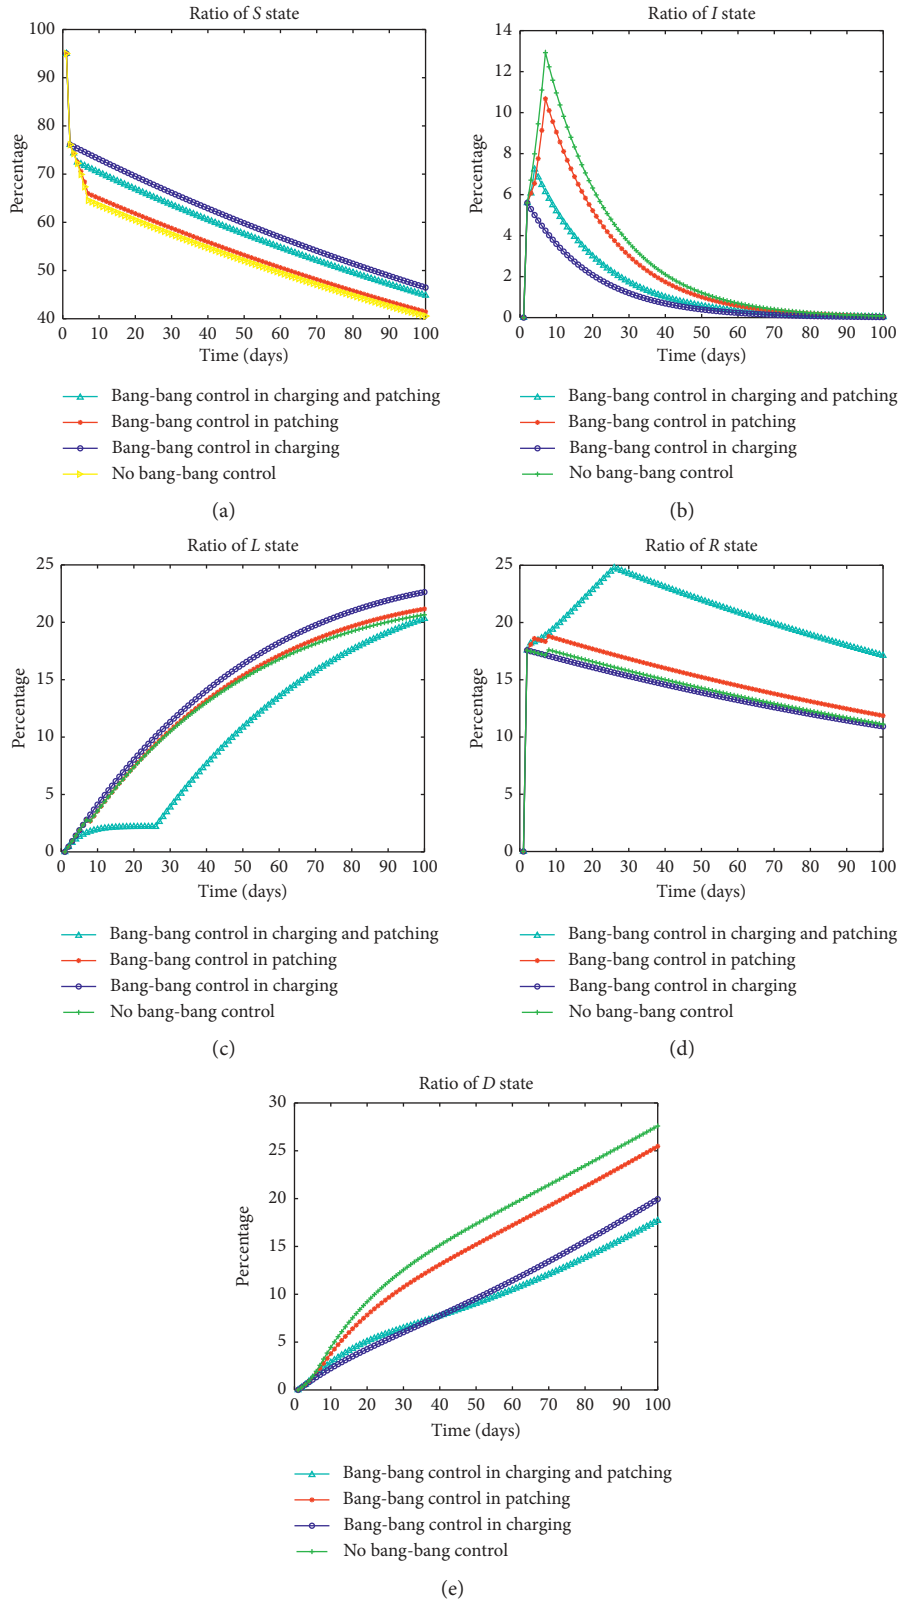 Ratio of S state
100
90
80
70
60
50
40
Percentage
0 10 20 30 40 50 60 70 80 90 100
Time (days)
Bang-bang control in charging and patching
Bang-bang control in patching
Bang-bang control in charging
No bang-bang control
(a)
Ratio of I state
14
12
10
8
6
4
2
0
Percentage
0 10 20 30 40 50 60 70 80 90 100
Time (days)
Bang-bang control in charging and patching
Bang-bang control in patching
Bang-bang control in charging
No bang-bang control
(b)
Ratio of L state
25
20
15
10
5
0
Percentage
0 10 20 30 40 50 60 70 80 90 100
Time (days)
Bang-bang control in charging and patching
Bang-bang control in patching
Bang-bang control in charging
No bang-bang control
(c)
Ratio of R state
25
20
15
10
5
0
Percentage
0 10 20 30 40 50 60 70 80 90 100
Time (days)
Bang-bang control in charging and patching
Bang-bang control in patching
Bang-bang control in charging
No bang-bang control
(d)
Ratio of D state
30
25
20
15
10
5
0
Percentage
0 10 20 30 40 50 60 70 80 90 100
Time (days)
Bang-bang control in charging and patching
Bang-bang control in patching
Bang-bang control in charging
No bang-bang control
(e)